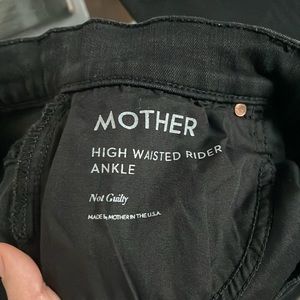 MOTHER
HIGH WAISTED RIDER
ANKLE
Not Guilty
MADE by MOTHER IN THE U.S.A.